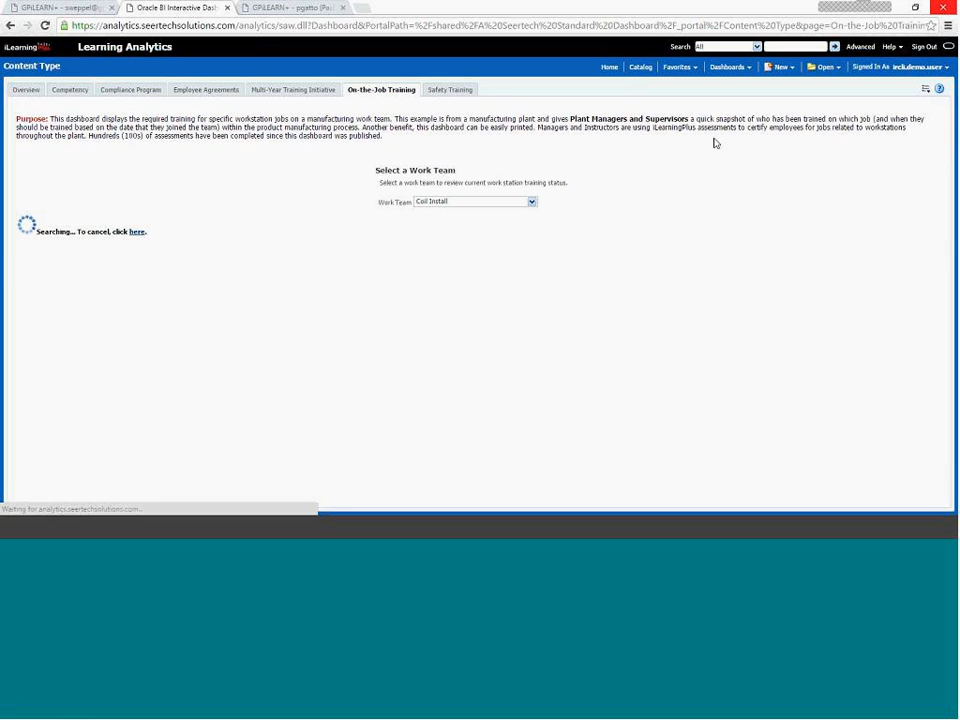 GPiLEARN+ - sweppel@g
Oracle BI Interactive Dash
GPiLEARN+ - pgatto (Pau
https://analytics.seertechsolutions.com/analytics/saw.dll?Dashboard&PortalPath=%2Fshared%2FA%20Seertech%20Standard%20Dashboard%2F_portal%2FContent%20Type&page=On-the-Job%20Trainin
iLearning
Learning Analytics
Search All Advanced Help Sign Out
Content Type
Home Catalog Favorites Dashboards New Open Signed In As
Overview Competency Compliance Program Employee Agreements Multi-Year Training Initiative On-the-Job Training Safety Training
Purpose: This dashboard displays the required training for specific workstation jobs on a manufacturing work team. This example is from a manufacturing plant and gives Plant Managers and Supervisors a quick snapshot of who has been trained on which job (and when they
should be trained based on the date that they joined the team) within the product manufacturing process. Another benefit, this dashboard can be easily printed. Managers and Instructors are using iLearningPlus assessments to certify employees for jobs related to workstations
throughout the plant. Hundreds (100s) of assessments have been completed since this dashboard was published.
Select a Work Team
Select a work team to review current work station training status.
Work Team Coil Install
Searching... To cancel, click here.
Waiting for analytics.seertechsolutions.com...